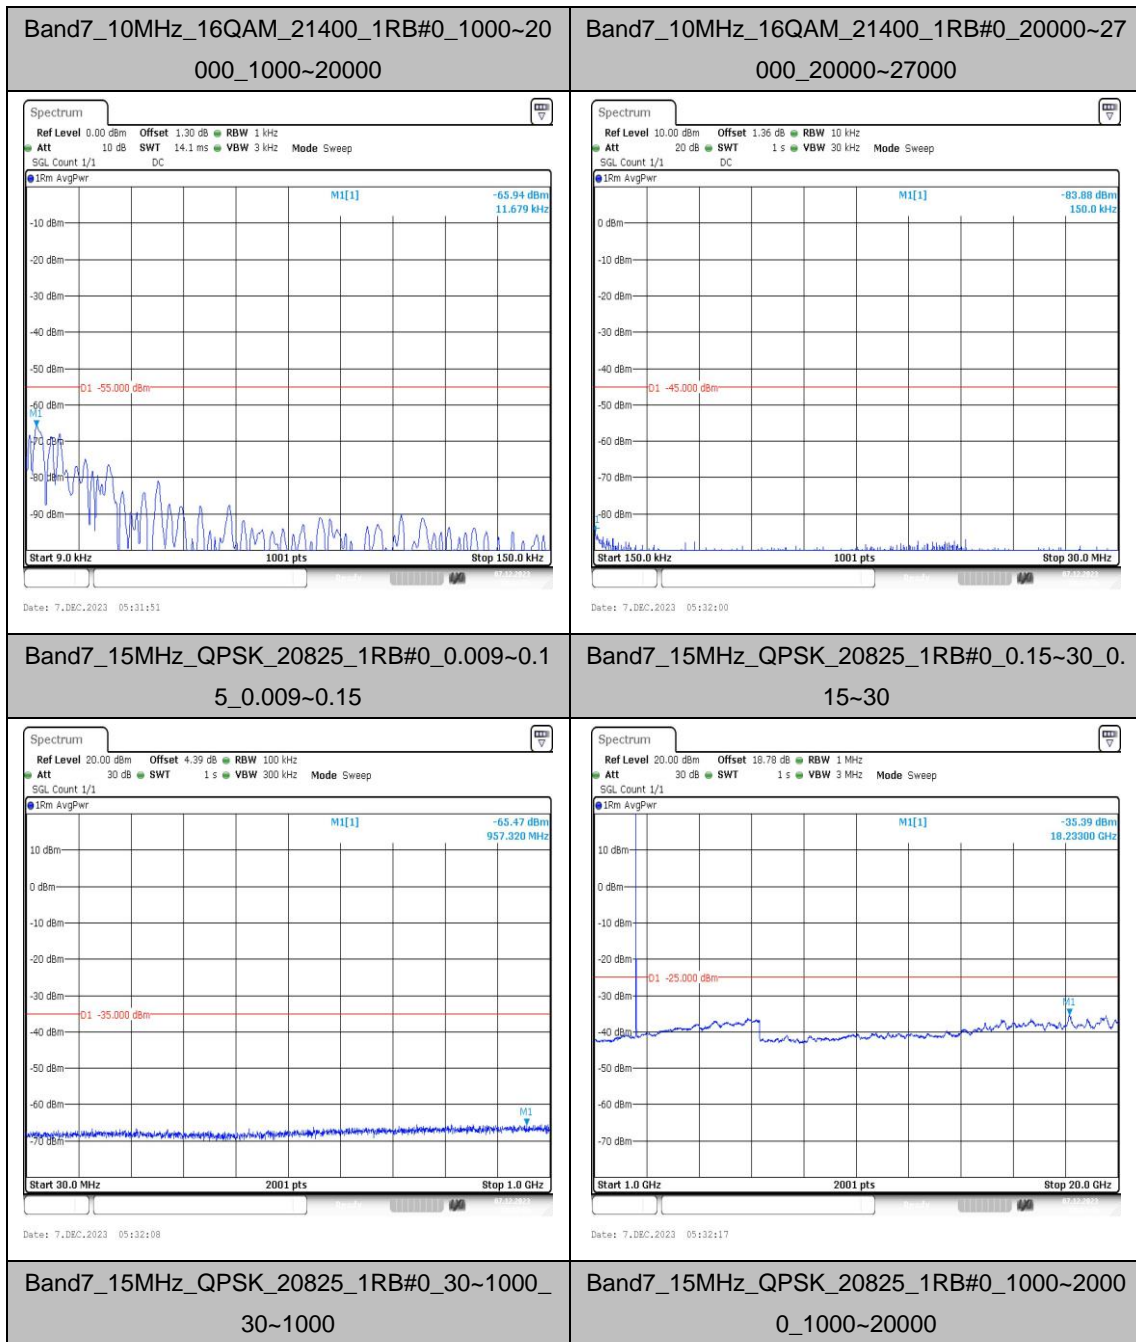 Band7_10MHz_16QAM_21400_1RB#0_1000~20
000_1000~20000
Band7_10MHz_16QAM_21400_1RB#0_20000~27
000_20000~27000
Spectrum
Ref Level 0.00 dBm Offset 1.30 dB RBW 1 kHz
Att 10 dB SWT 14.1 ms VBW 3 kHz Mode Sweep
SGL Count 1/1 DC
1Rm AvgPwr
M1[1] -65.94 dBm
11.679 kHz
-10 dBm
-20 dBm
-30 dBm
-40 dBm
-50 dBm
D1 -55.000 dBm
-60 dBm
M1
-70 dBm
-80 dBm
-90 dBm
Start 9.0 kHz 1001 pts Stop 150.0 kHz
Date: 7.DEC.2023 05:31:51
Spectrum
Ref Level 10.00 dBm Offset 1.36 dB RBW 10 kHz
Att 20 dB SWT 1 s VBW 30 kHz Mode Sweep
SGL Count 1/1 DC
1Rm AvgPwr
M1[1] -83.88 dBm
150.0 kHz
0 dBm
-10 dBm
-20 dBm
-30 dBm
-40 dBm
D1 -45.000 dBm
-50 dBm
-60 dBm
-70 dBm
-80 dBm
Start 150.0 kHz 1001 pts Stop 30.0 MHz
Date: 7.DEC.2023 05:32:00
Band7_15MHz_QPSK_20825_1RB#0_0.009~0.1
5_0.009~0.15
Band7_15MHz_QPSK_20825_1RB#0_0.15~30_0.
15~30
Spectrum
Ref Level 20.00 dBm Offset 4.39 dB RBW 100 kHz
Att 30 dB SWT 1 s VBW 300 kHz Mode Sweep
SGL Count 1/1
1Rm AvgPwr
M1[1] -65.47 dBm
957.320 MHz
10 dBm
0 dBm
-10 dBm
-20 dBm
-30 dBm
D1 -35.000 dBm
-40 dBm
-50 dBm
-60 dBm
M1
-70 dBm
Start 30.0 MHz 2001 pts Stop 1.0 GHz
Date: 7.DEC.2023 05:32:08
Spectrum
Ref Level 20.00 dBm Offset 18.78 dB RBW 1 MHz
Att 30 dB SWT 1 s VBW 3 MHz Mode Sweep
SGL Count 1/1
1Rm AvgPwr
M1[1] -35.39 dBm
18.23300 GHz
10 dBm
0 dBm
-10 dBm
-20 dBm
D1 -25.000 dBm
-30 dBm
M1
-40 dBm
-50 dBm
-60 dBm
-70 dBm
Start 1.0 GHz 2001 pts Stop 20.0 GHz
Date: 7.DEC.2023 05:32:17
Band7_15MHz_QPSK_20825_1RB#0_30~1000_
30~1000
Band7_15MHz_QPSK_20825_1RB#0_1000~2000
0_1000~20000